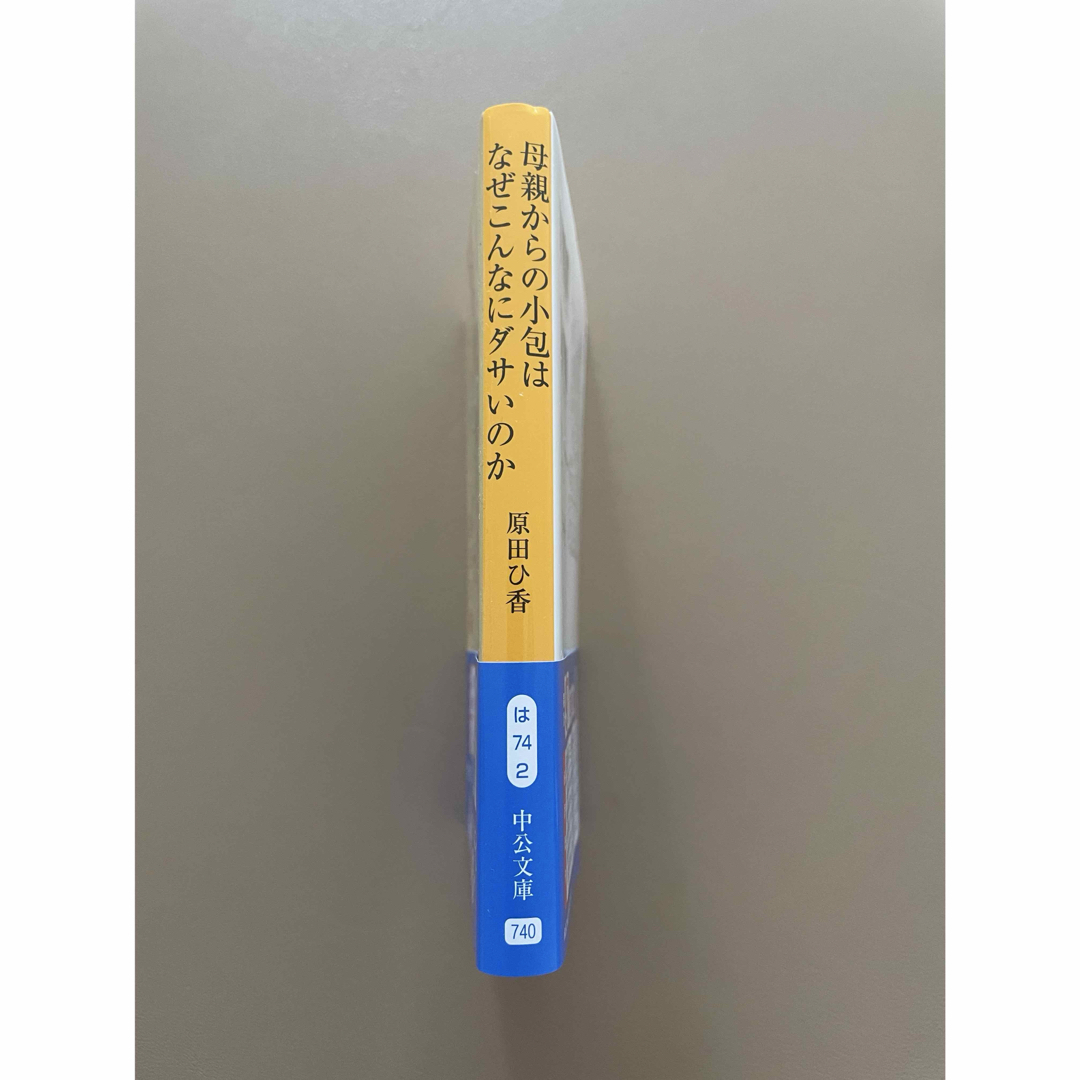 母親からの小包は
なぜこんなにダサいのか
原田ひ香
は
74
2
中公文庫
740